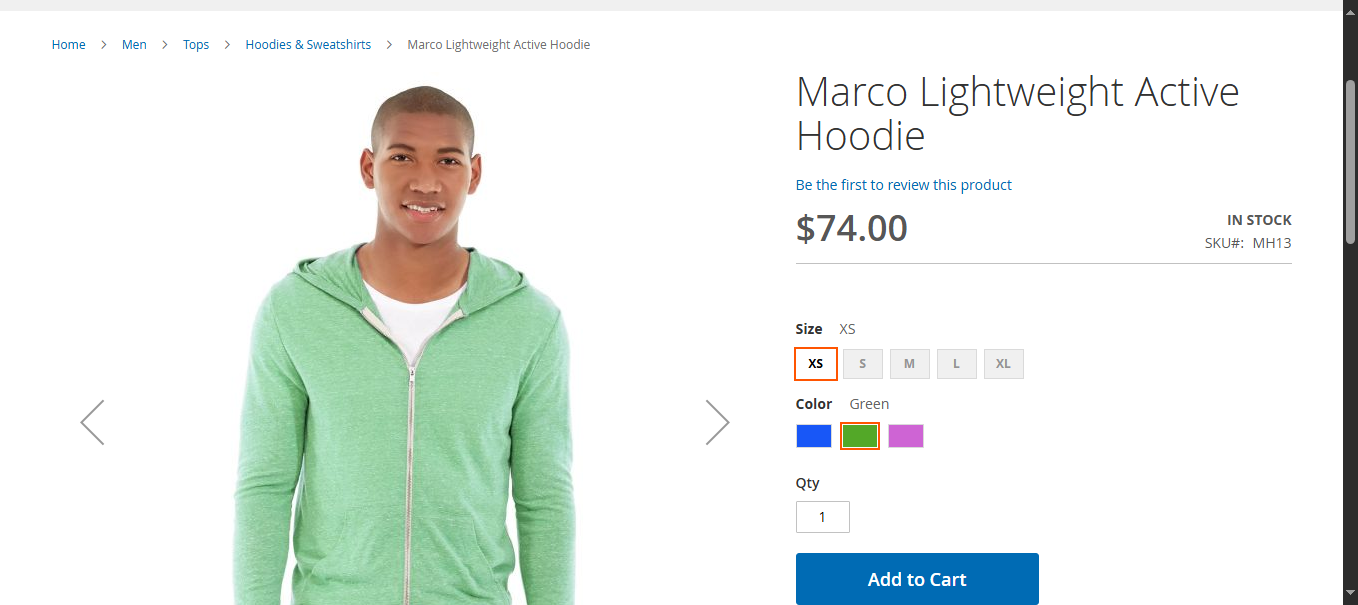 Home > Men > Tops > Hoodies & Sweatshirts > Marco Lightweight Active Hoodie
Marco Lightweight Active
Hoodie
Be the first to review this product
$74.00
IN STOCK
SKU#: MH13
Size XS
XS S M L XL
Color Green
Qty
1
Add to Cart